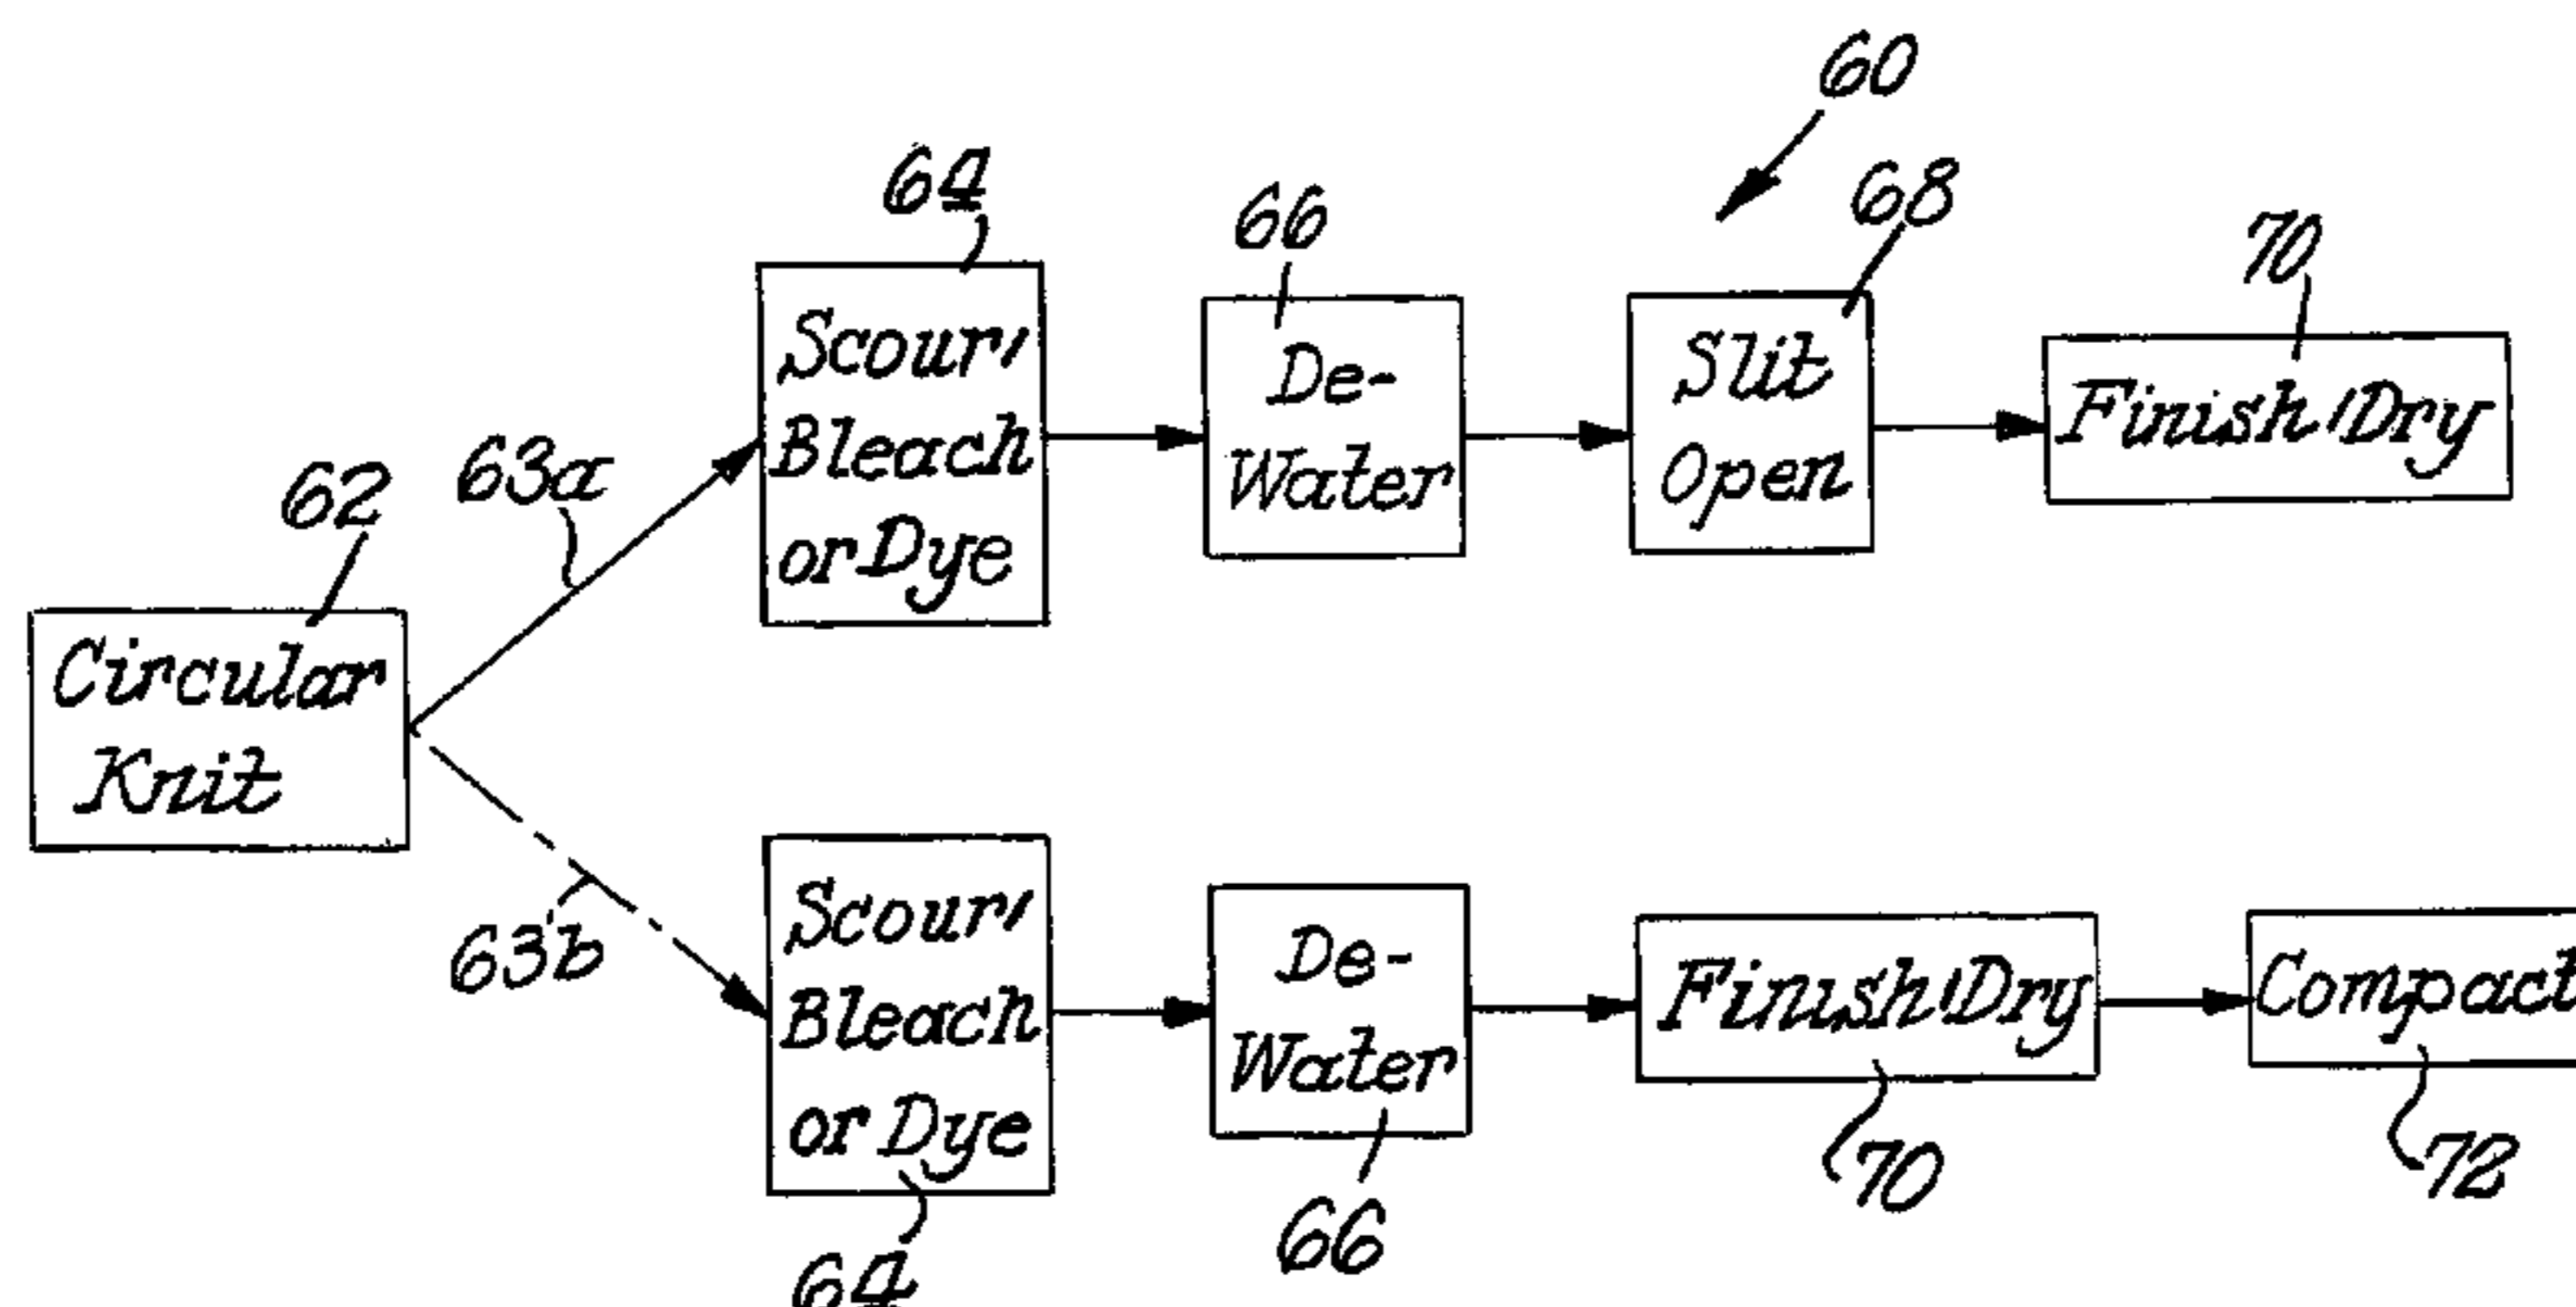 60
64
66
68
70
Scour/
Bleach
or Dye
De-
Water
Slit
Open
Finish/Dry
63a
62
Circular
Knit
63b
Scour/
Bleach
or Dye
De-
Water
Finish/Dry
Compact
64
66
70
72